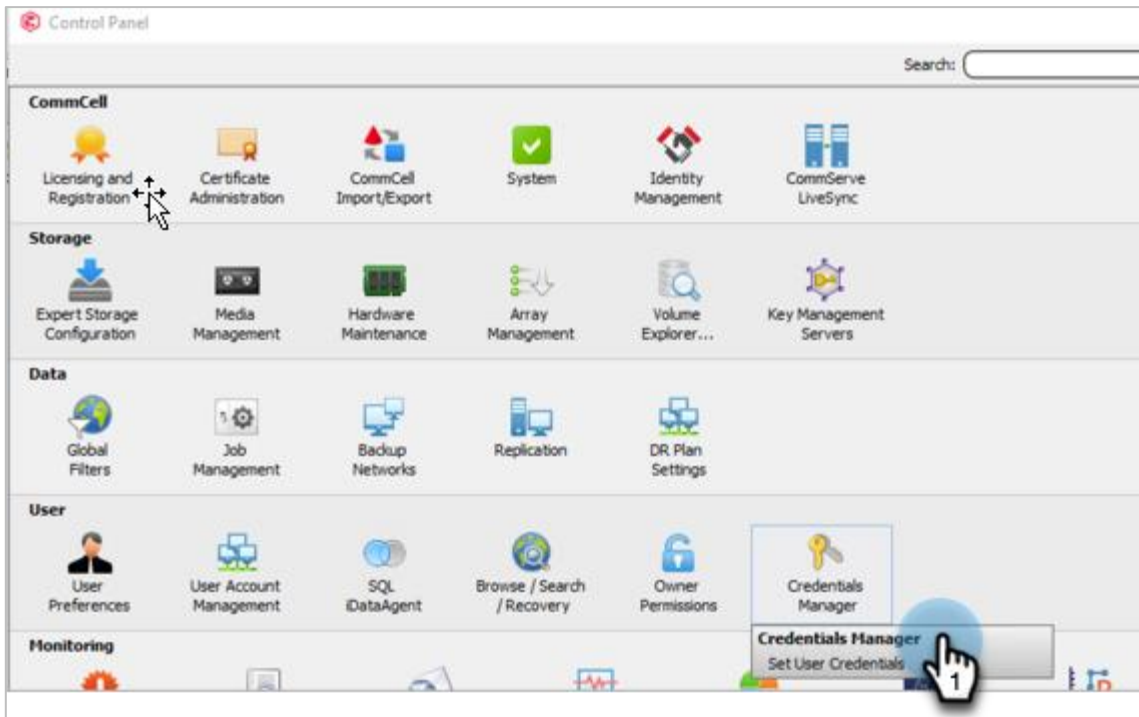 Control Panel
Search:
CommCell
Licensing and
Registration
Certificate
Administration
CommCell
Import/Export
System
Identity
Management
CommServe
LiveSync
Storage
Expert Storage
Configuration
Media
Management
Hardware
Maintenance
Array
Management
Volume
Explorer...
Key Management
Servers
Data
Global
Filters
Job
Management
Backup
Networks
Replication
DR Plan
Settings
User
User
Preferences
User Account
Management
SQL
iDataAgent
Browse / Search
/ Recovery
Owner
Permissions
Credentials
Manager
Monitoring
Credentials Manager
Set User Credentials
1